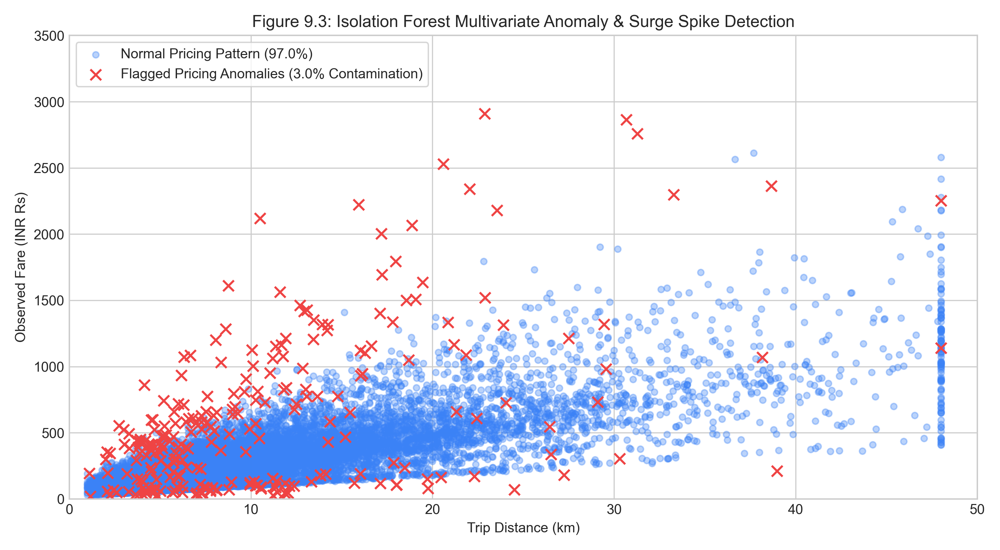 Figure 9.3: Isolation Forest Multivariate Anomaly & Surge Spike Detection
3500
3000
2500
2000
1500
1000
500
0
Observed Fare (INR Rs)
Normal Pricing Pattern (97.0%)
Flagged Pricing Anomalies (3.0% Contamination)
0
10
20
30
40
50
Trip Distance (km)